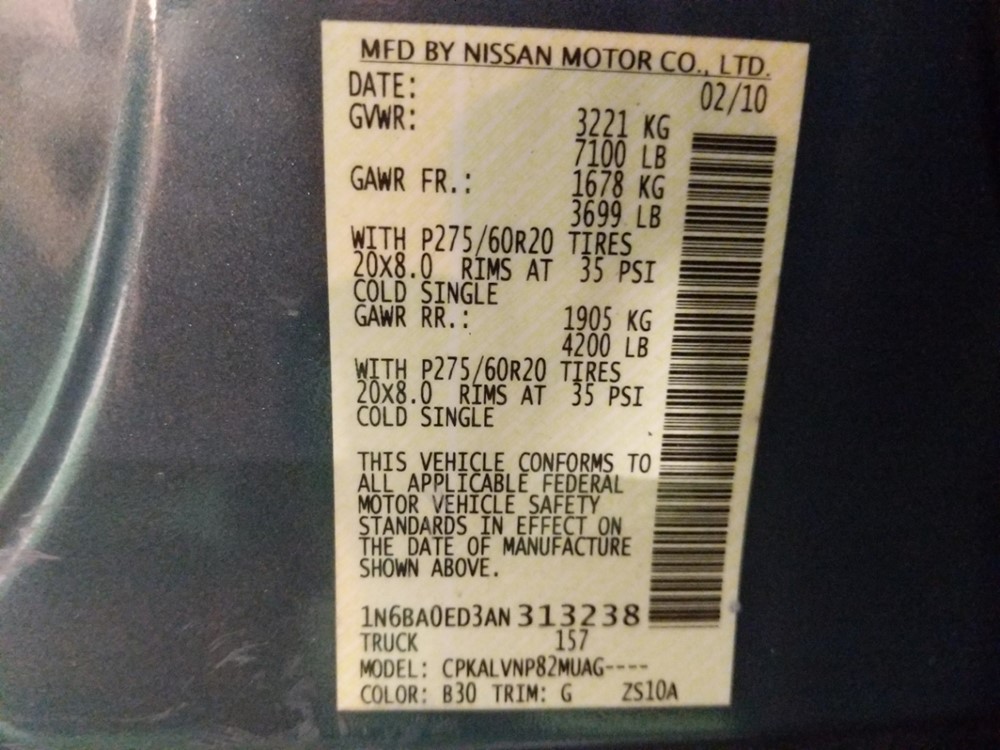 MFD BY NISSAN MOTOR CO., LTD.
DATE: 02/10
GVWR: 3221 KG
7100 LB
GAWR FR.: 1678 KG
3699 LB
WITH P275/60R20 TIRES
20X8.0 RIMS AT 35 PSI
COLD SINGLE
GAWR RR.: 1905 KG
4200 LB
WITH P275/60R20 TIRES
20X8.0 RIMS AT 35 PSI
COLD SINGLE
THIS VEHICLE CONFORMS TO
ALL APPLICABLE FEDERAL
MOTOR VEHICLE SAFETY
STANDARDS IN EFFECT ON
THE DATE OF MANUFACTURE
SHOWN ABOVE.
1N6BA0ED3AN313238
TRUCK 157
MODEL: CPKALVNP82MUAG----
COLOR: B30 TRIM: G ZS10A